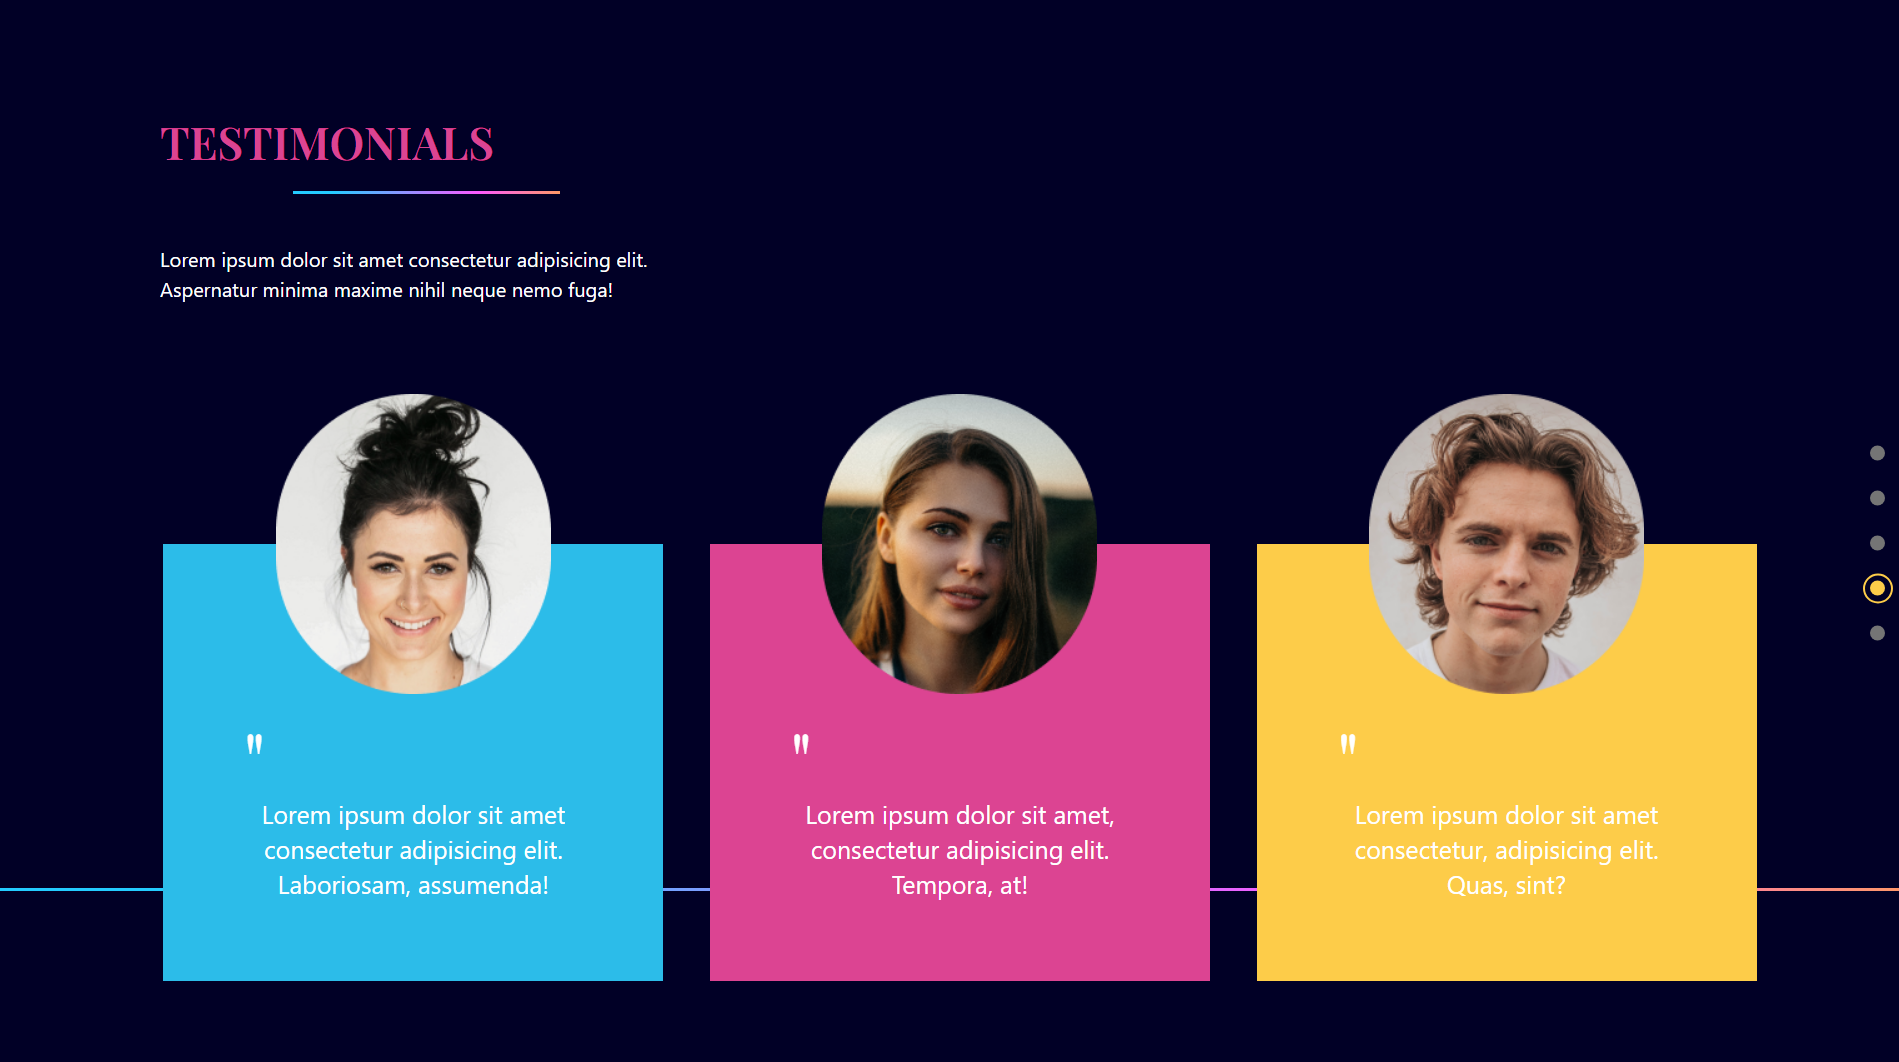 TESTIMONIALS
Lorem ipsum dolor sit amet consectetur adipisicing elit.
Aspernatur minima maxime nihil neque nemo fuga!
"
Lorem ipsum dolor sit amet
consectetur adipisicing elit.
Laboriosam, assumenda!
"
Lorem ipsum dolor sit amet,
consectetur adipisicing elit.
Tempora, at!
"
Lorem ipsum dolor sit amet
consectetur, adipisicing elit.
Quas, sint?